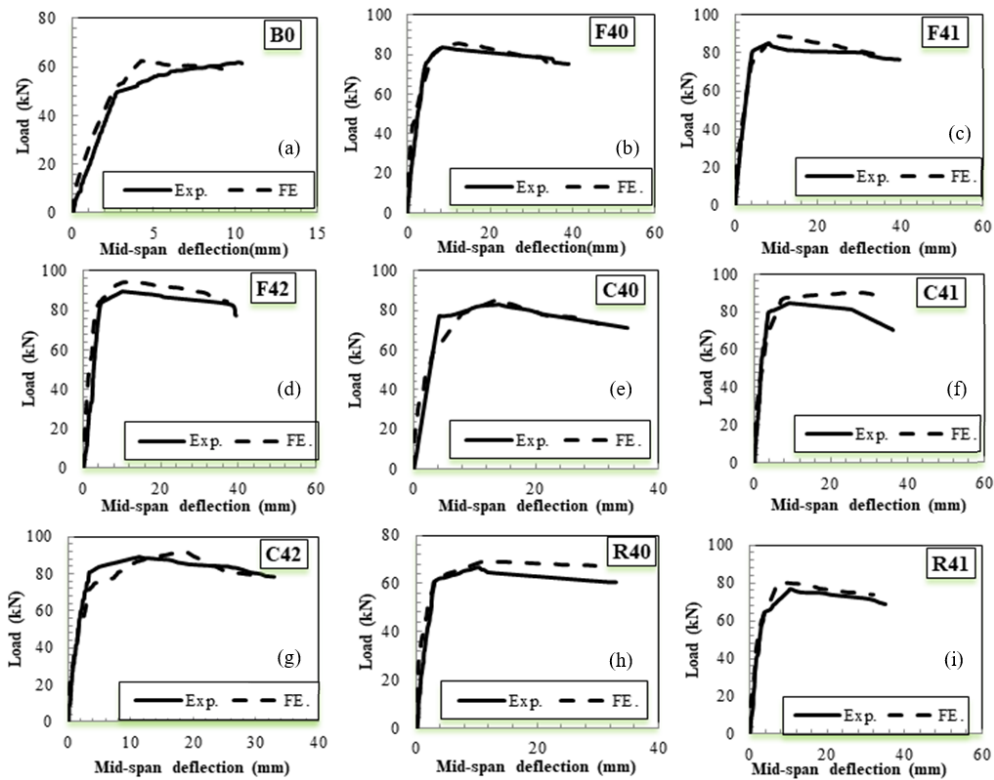 B0
80
60
40
20
0
Load (kN)
(a)
Exp. FE
0 5 10 15
Mid-span deflection(mm)
F40
100
80
60
40
20
0
Load (kN)
(b)
Exp. FE.
0 20 40 60
Mid-span deflection(mm)
F41
100
80
60
40
20
0
Load (kN)
(c)
Exp. FE.
0 20 40 60
Mid-span deflection (mm)
F42
100
80
60
40
20
0
Load (kN)
(d)
Exp. FE.
0 20 40 60
Mid-span deflection (mm)
C40
100
80
60
40
20
0
Load (kN)
(e)
Exp. FE.
0 20 40
Mid-span deflection (mm)
C41
100
80
60
40
20
0
Load (kN)
(f)
Exp. FE.
0 20 40 60
Mid-span deflection (mm)
C42
100
80
60
40
20
0
Load (kN)
(g)
Exp. FE.
0 10 20 30 40
Mid-span deflection (mm)
R40
80
60
40
20
0
Load (kN)
(h)
Exp. FE.
0 20 40
Mid-span deflection (mm)
R41
100
80
60
40
20
0
Load (kN)
(i)
Exp. FE.
0 20 40 60
Mid-span deflection (mm)